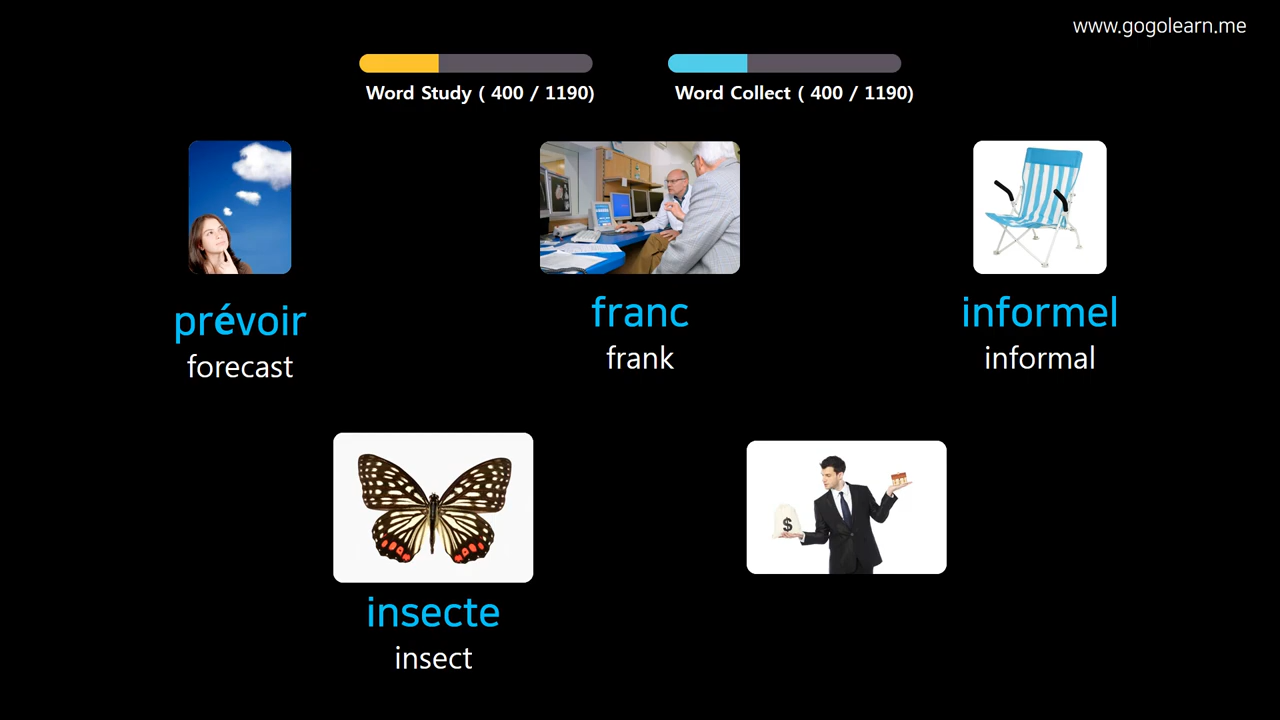 www.gogolearn.me
Word Study ( 400 / 1190)
Word Collect ( 400 / 1190)
prévoir
forecast
franc
frank
informel
informal
$
insecte
insect